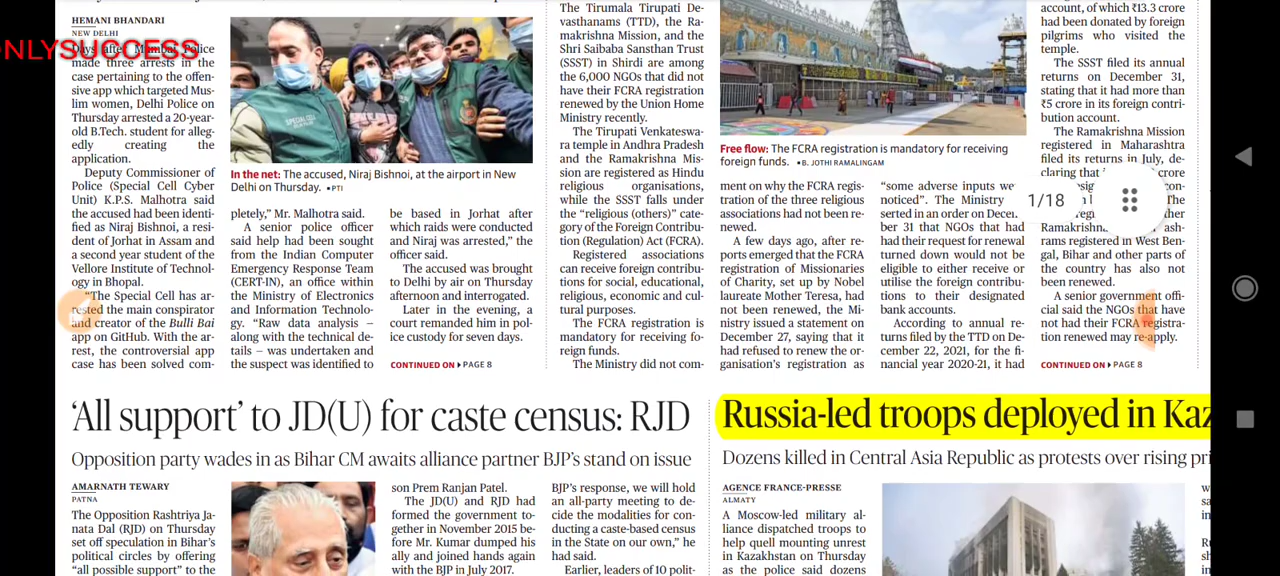 HEMANI BHANDARI
NEW DELHI
NLYSUCCESS
Days after Mumbai Police
made three arrests in the
case pertaining to the offen-
sive app which targeted Mus-
lim women, Delhi Police on
Thursday arrested a 20-year-
old B.Tech. student for alleg-
edly creating the
application.
Deputy Commissioner of
Police (Special Cell Cyber
Unit) K.P.S. Malhotra said
the accused had been identi-
fied as Niraj Bishnoi, a resi-
dent of Jorhat in Assam and
a second year student of the
Vellore Institute of Technol-
ogy in Bhopal.
"The Special Cell has ar-
rested the main conspirator
and creator of the Bulli Bai
app on GitHub. With the ar-
rest, the controversial app
case has been solved com-
SPECIAL CELL
In the net: The accused, Niraj Bishnoi, at the airport in New
Delhi on Thursday. •PTI
pletely," Mr. Malhotra said.
A senior police officer
said help had been sought
from the Indian Computer
Emergency Response Team
(CERT-IN), an office within
the Ministry of Electronics
and Information Technolo-
gy. "Raw data analysis –
along with the technical de-
tails – was undertaken and
the suspect was identified to
be based in Jorhat after
which raids were conducted
and Niraj was arrested," the
officer said.
The accused was brought
to Delhi by air on Thursday
afternoon and interrogated.
Later in the evening, a
court remanded him in pol-
ice custody for seven days.
CONTINUED ON ▸ PAGE 8
The Tirumala Tirupati De-
vasthanams (TTD), the Ra-
makrishna Mission, and the
Shri Saibaba Sansthan Trust
(SSST) in Shirdi are among
the 6,000 NGOs that did not
have their FCRA registration
renewed by the Union Home
Ministry recently.
The Tirupati Venkateswa-
ra temple in Andhra Pradesh
and the Ramakrishna Mis-
sion are registered as Hindu
religious organisations,
while the SSST falls under
the "religious (others)" cate-
gory of the Foreign Contribu-
tion (Regulation) Act (FCRA).
Registered associations
can receive foreign contribu-
tions for social, educational,
religious, economic and cul-
tural purposes.
The FCRA registration is
mandatory for receiving fo-
reign funds.
The Ministry did not com-
Free flow: The FCRA registration is mandatory for receiving
foreign funds. •B. JOTHI RAMALINGAM
ment on why the FCRA regis-
tration of the three religious
associations had not been re-
newed.
A few days ago, after re-
ports emerged that the FCRA
registration of Missionaries
of Charity, set up by Nobel
laureate Mother Teresa, had
not been renewed, the Mi-
nistry issued a statement on
December 27, saying that it
had refused to renew the or-
ganisation's registration as
"some adverse inputs we
noticed". The Ministry
serted in an order on Decem
ber 31 that NGOs that had
had their request for renewal
turned down would not be
eligible to either receive or
utilise the foreign contribu-
tions to their designated
bank accounts.
According to annual re-
turns filed by the TTD on De-
cember 22, 2021, for the fi-
nancial year 2020-21, it had
account, of which ₹13.3 crore
had been donated by foreign
pilgrims who visited the
temple.
The SSST filed its annual
returns on December 31,
stating that it had more than
₹5 crore in its foreign contri-
bution account.
The Ramakrishna Mission
registered in Maharashtra
filed its returns in July, de-
claring that crore
Ramakrishna ash-
rams registered in West Ben-
gal, Bihar and other parts of
the country has also not
been renewed.
A senior government offi-
cial said the NGOs that have
not had their FCRA registra-
tion renewed may re-apply.
CONTINUED ON ▸ PAGE 8
1/18
'All support' to JD(U) for caste census: RJD
Opposition party wades in as Bihar CM awaits alliance partner BJP's stand on issue
AMARNATH TEWARY
PATNA
The Opposition Rashtriya Ja-
nata Dal (RJD) on Thursday
set off speculation in Bihar's
political circles by offering
"all possible support" to the
son Prem Ranjan Patel.
The JD(U) and RJD had
formed the government to-
gether in November 2015 be-
fore Mr. Kumar dumped his
ally and joined hands again
with the BJP in July 2017.
BJP's response, we will hold
an all-party meeting to de-
cide the modalities for con-
ducting a caste-based census
in the State on our own," he
had said.
Earlier, leaders of 10 polit-
Russia-led troops deployed in Kaz
Dozens killed in Central Asia Republic as protests over rising pri
AGENCE FRANCE-PRESSE
ALMATY
A Moscow-led military al-
liance dispatched troops to
help quell mounting unrest
in Kazakhstan on Thursday
as the police said dozens